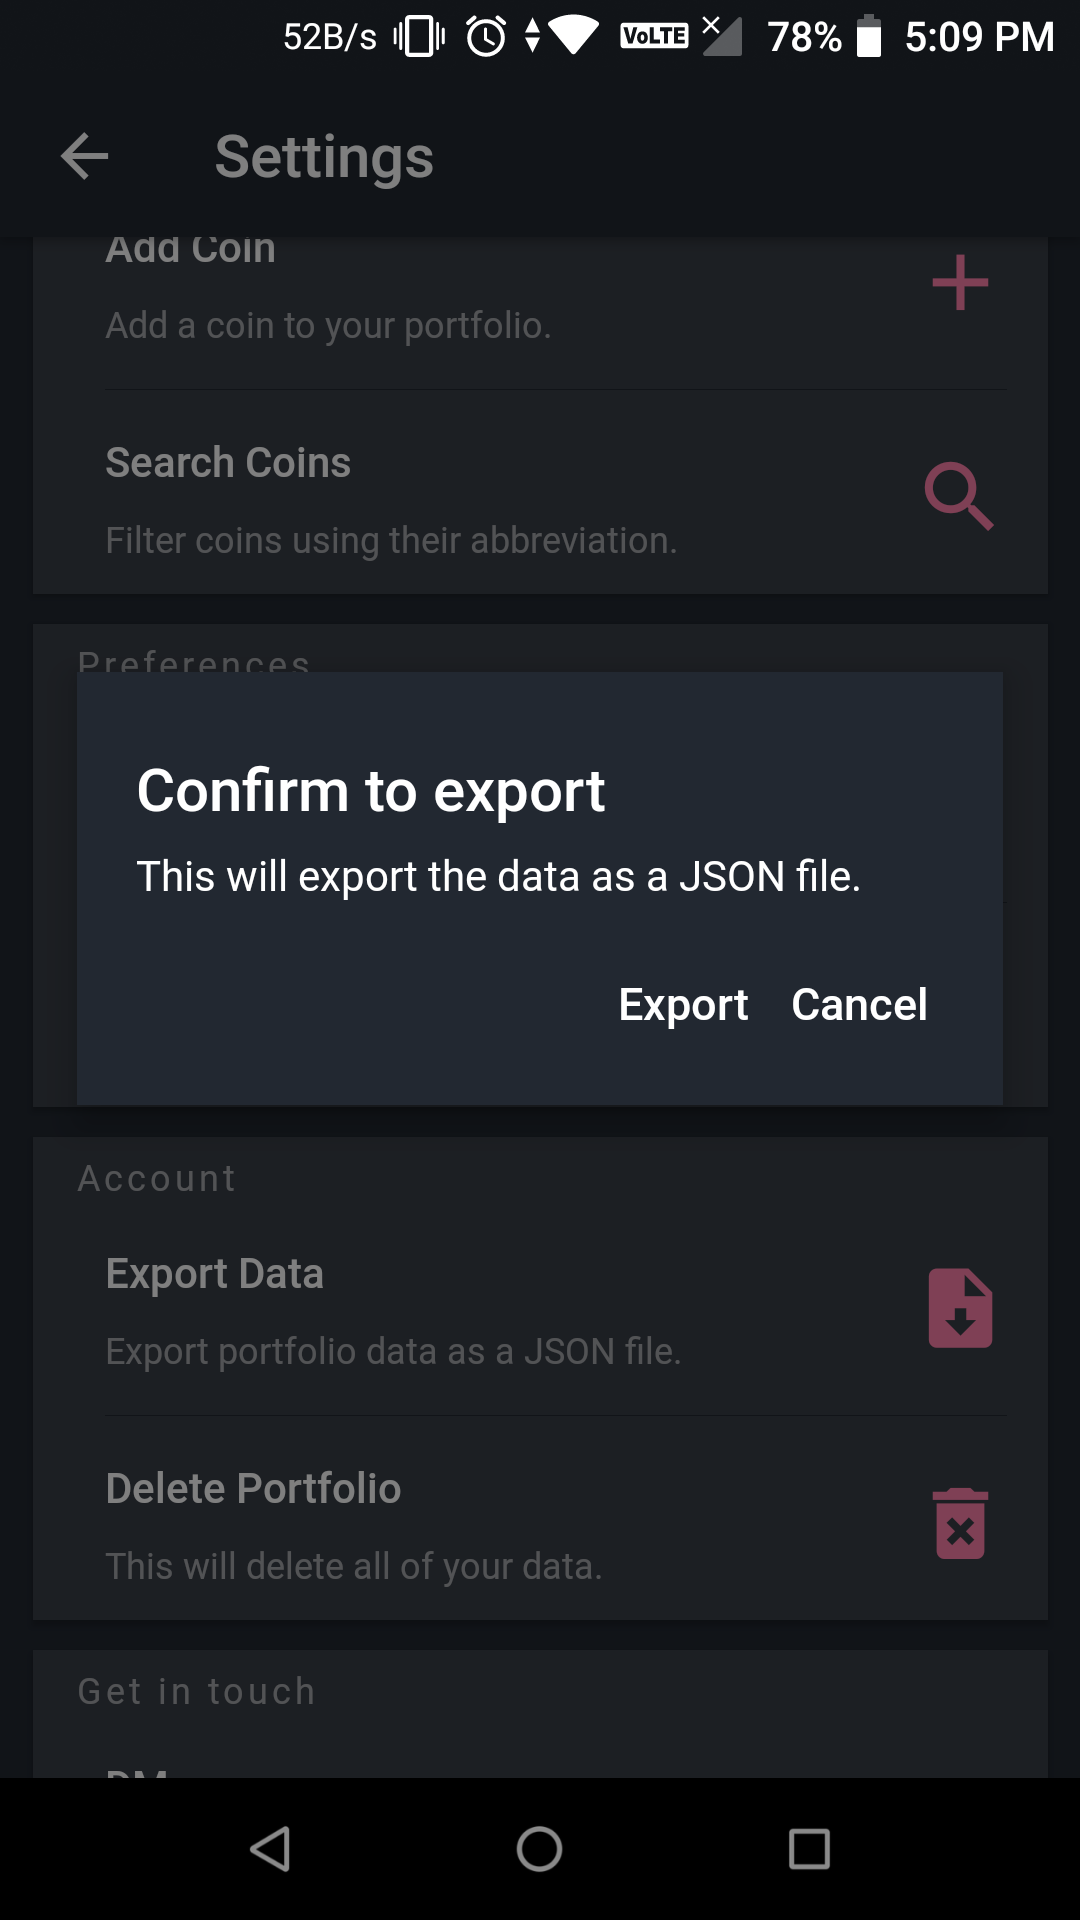 52B/s VoLTE 78% 5:09 PM
Settings
Add Coin
Add a coin to your portfolio.
Search Coins
Filter coins using their abbreviation.
Preferences
Confirm to export
This will export the data as a JSON file.
Export Cancel
Account
Export Data
Export portfolio data as a JSON file.
Delete Portfolio
This will delete all of your data.
Get in touch
DM